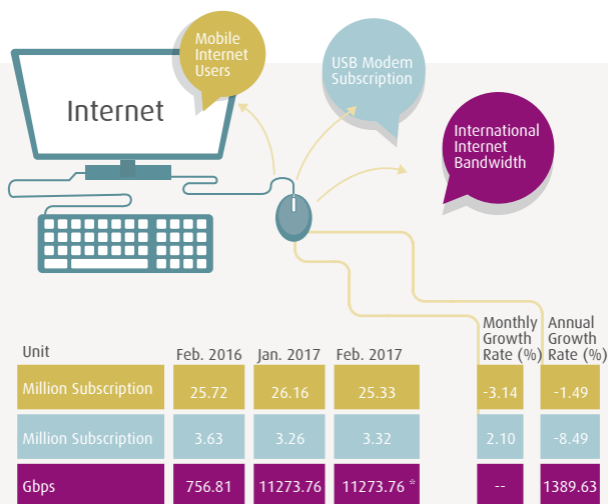 Mobile
Internet
Users
USB Modem
Subscription
Internet
International
Internet
Bandwidth
Monthly
Growth
Rate (%)
Annual
Growth
Rate (%)
Unit Feb. 2016 Jan. 2017 Feb. 2017
Million Subscription 25.72 26.16 25.33 -3.14 -1.49
Million Subscription 3.63 3.26 3.32 2.10 -8.49
Gbps 756.81 11273.76 11273.76 * -- 1389.63